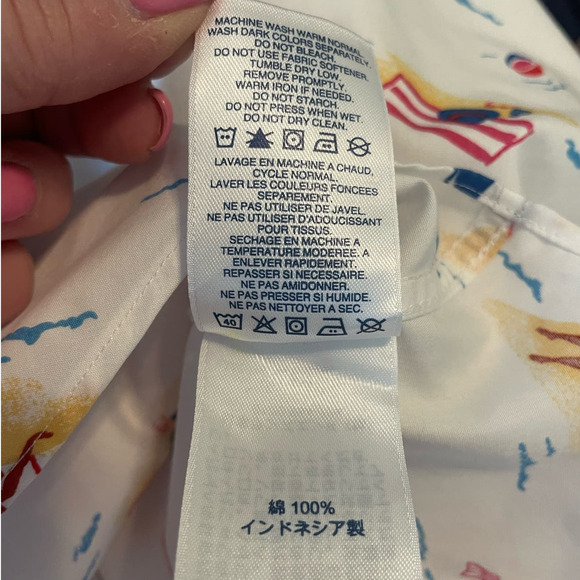 MACHINE WASH WARM NORMAL.
WASH DARK COLORS SEPARATELY.
DO NOT BLEACH.
DO NOT USE FABRIC SOFTENER.
TUMBLE DRY LOW.
REMOVE PROMPTLY.
WARM IRON IF NEEDED.
DO NOT STARCH.
DO NOT PRESS WHEN WET.
DO NOT DRY CLEAN.
LAVAGE EN MACHINE A CHAUD,
CYCLE NORMAL.
LAVER LES COULEURS FONCEES
SEPAREMENT.
NE PAS UTILISER DE JAVEL.
NE PAS UTILISER D'ADOUCISSANT
POUR TISSUS.
SECHAGE EN MACHINE A
TEMPERATURE MODEREE. A
ENLEVER RAPIDEMENT.
REPASSER SI NECESSAIRE.
NE PAS AMIDONNER.
NE PAS PRESSER SI HUMIDE.
NE PAS NETTOYER A SEC.
40
綿 100%
インドネシア製